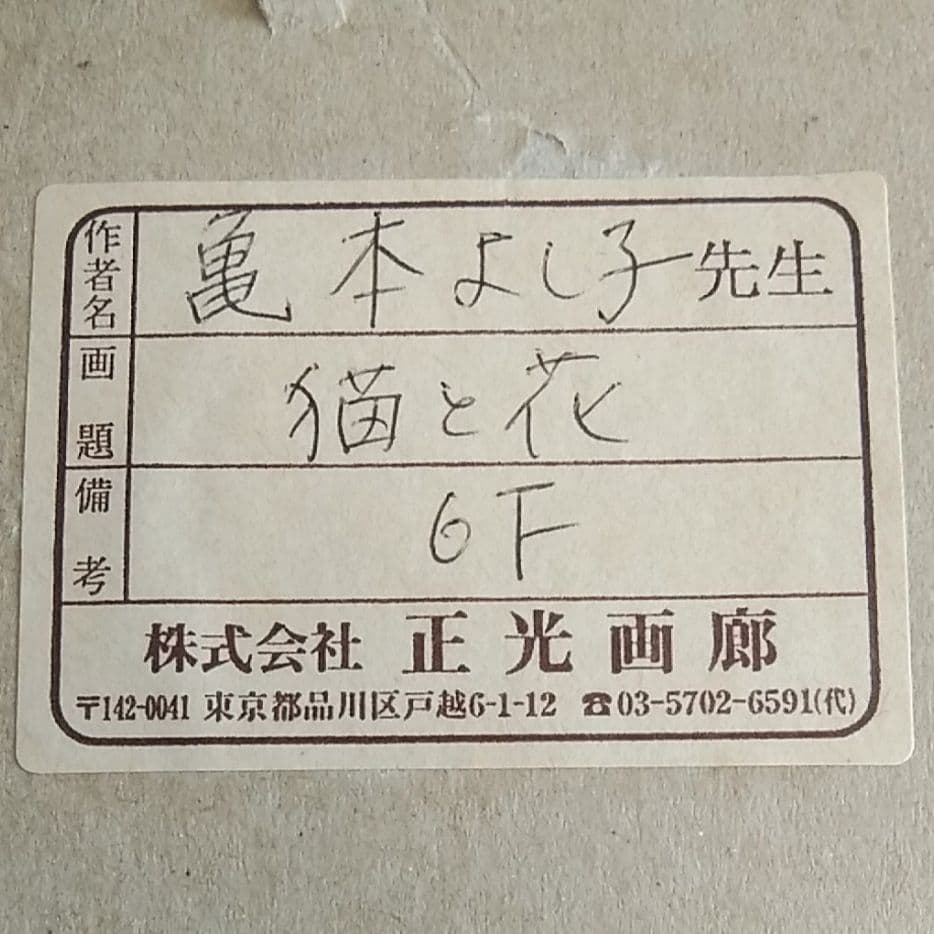 作者名 亀本よし子先生
画題 猫と花
備考 6F
株式会社 正光画廊
〒142-0041 東京都品川区戸越6-1-12 ☎03-5702-6591(代)